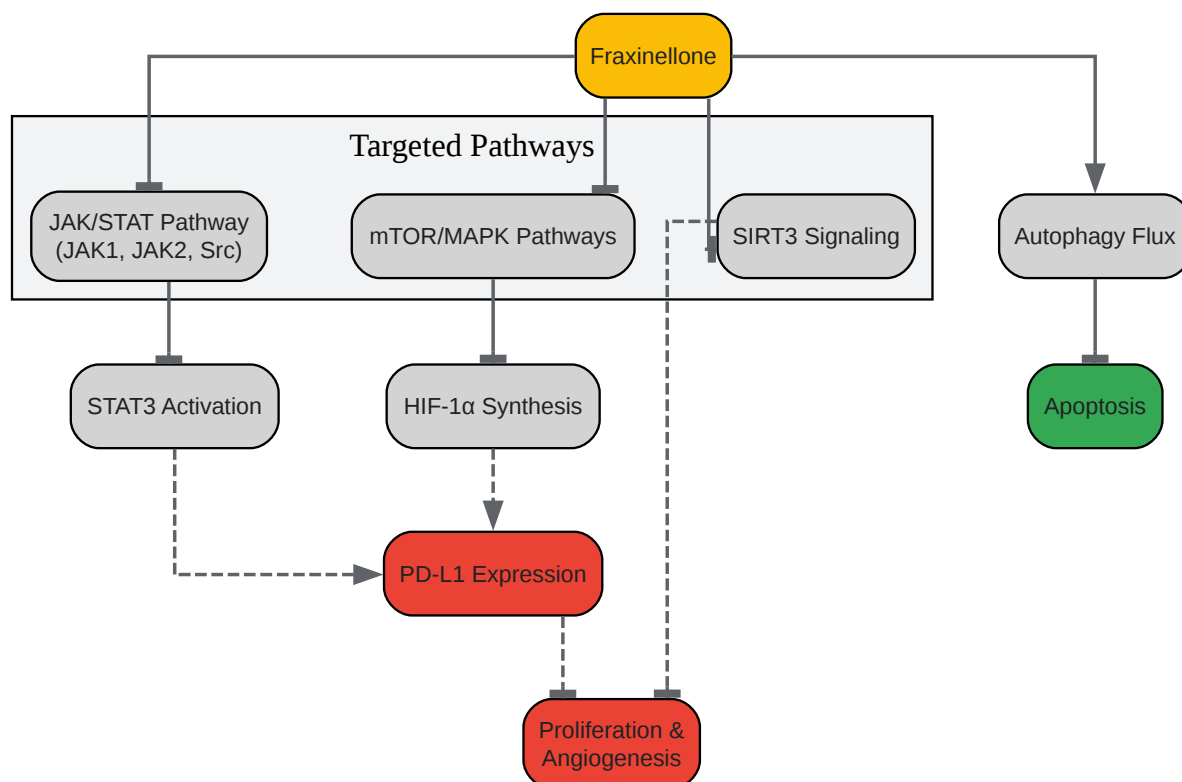 Fraxinellone
Targeted Pathways
JAK/STAT Pathway
(JAK1, JAK2, Src)
mTOR/MAPK Pathways
SIRT3 Signaling
Autophagy Flux
STAT3 Activation
HIF-1α Synthesis
Apoptosis
PD-L1 Expression
Proliferation &
Angiogenesis